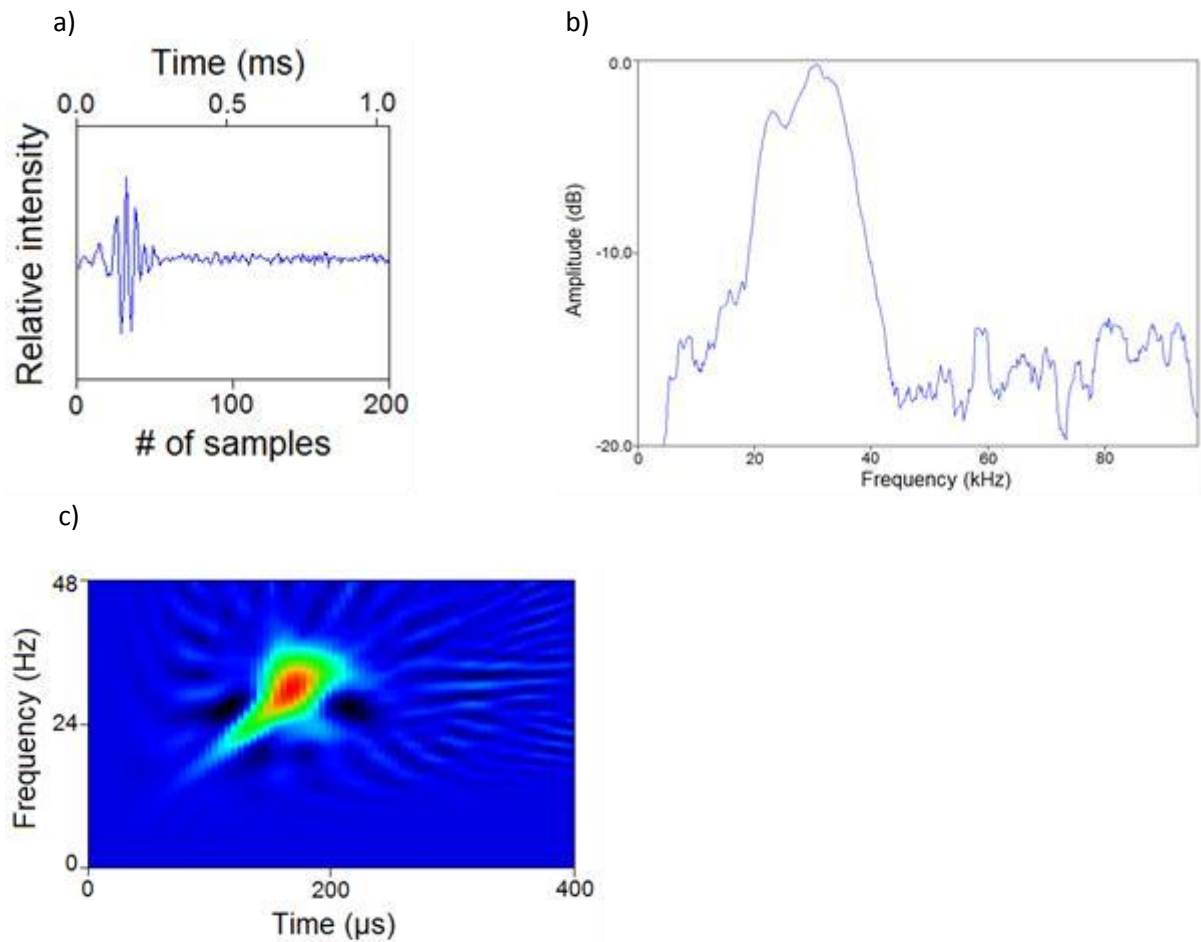 a)
Time (ms)
0.0 0.5 1.0
Relative intensity
0 100 200
# of samples
b)
0.0
-10.0
-20.0
Amplitude (dB)
0 20 40 60 80
Frequency (kHz)
c)
48
24
0
Frequency (Hz)
0 200 400
Time (µs)